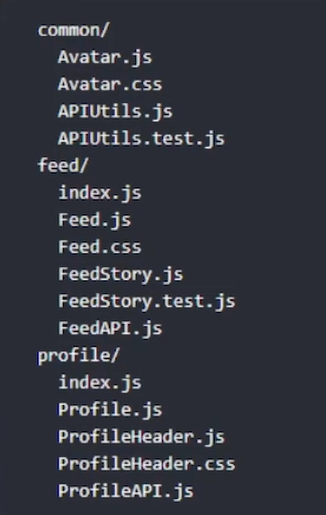 common/
Avatar.js
Avatar.css
APIUtils.js
APIUtils.test.js
feed/
index.js
Feed.js
Feed.css
FeedStory.js
FeedStory.test.js
FeedAPI.js
profile/
index.js
Profile.js
ProfileHeader.js
ProfileHeader.css
ProfileAPI.js